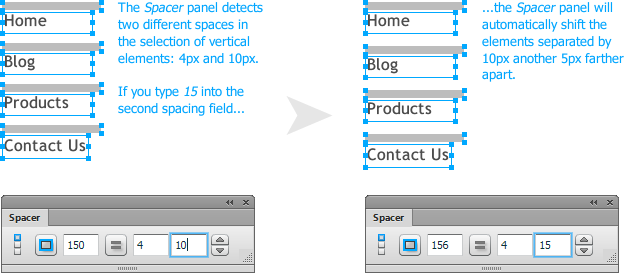 Home
Blog
Products
Contact Us
The Spacer panel detects
two different spaces in
the selection of vertical
elements: 4px and 10px.
If you type 15 into the
second spacing field...
Spacer
150 4 10
Home
Blog
Products
Contact Us
...the Spacer panel will
automatically shift the
elements separated by
10px another 5px farther
apart.
Spacer
156 4 15